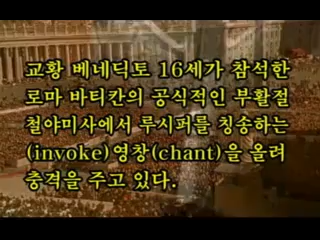 교황 베네딕토 16세가 참석한
로마 바티칸의 공식적인 부활절
철야미사에서 루시퍼를 칭송하는
(invoke)영창(chant)을 올려
충격을 주고 있다.